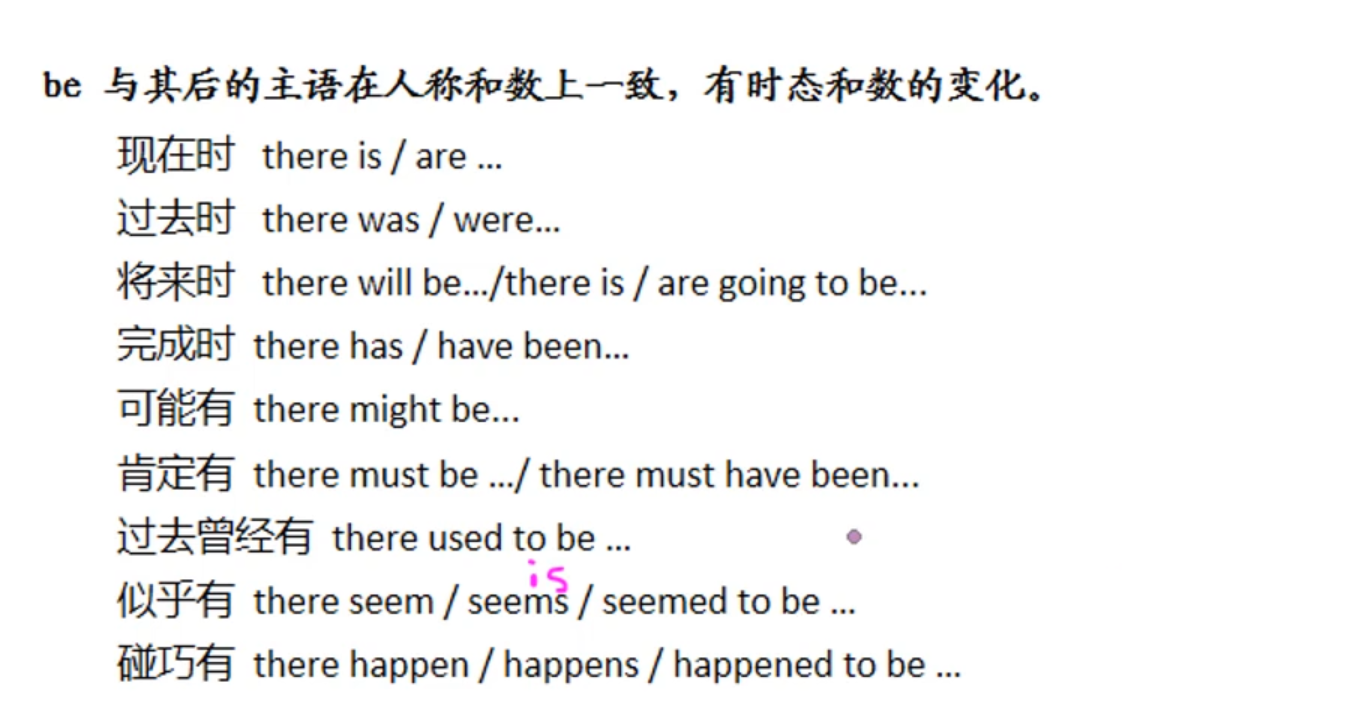 be 与其后的主语在人称和数上一致，有时态和数的变化。
现在时 there is / are ...
过去时 there was / were...
将来时 there will be.../there is / are going to be...
完成时 there has / have been...
可能有 there might be...
肯定有 there must be .../ there must have been...
过去曾经有 there used to be ...
is
似乎有 there seem / seems / seemed to be ...
碰巧有 there happen / happens / happened to be ...